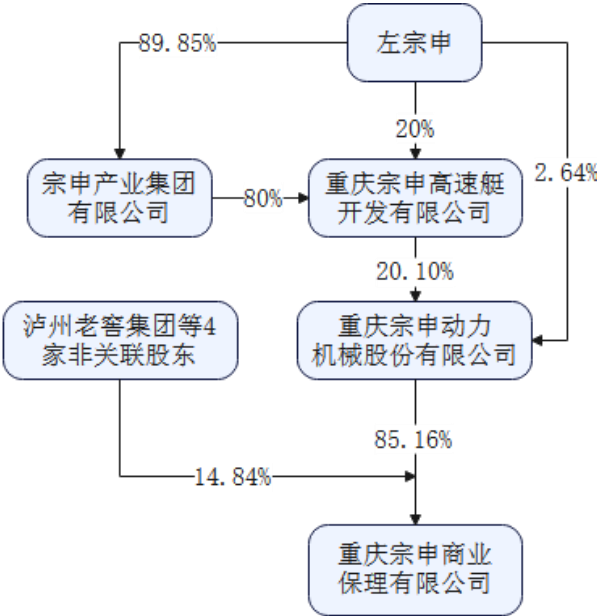 左宗申
89.85%
20%
2.64%
宗申产业集团
有限公司
80%
重庆宗申高速艇
开发有限公司
20.10%
泸州老窖集团等4
家非关联股东
重庆宗申动力
机械股份有限公司
85.16%
14.84%
重庆宗申商业
保理有限公司